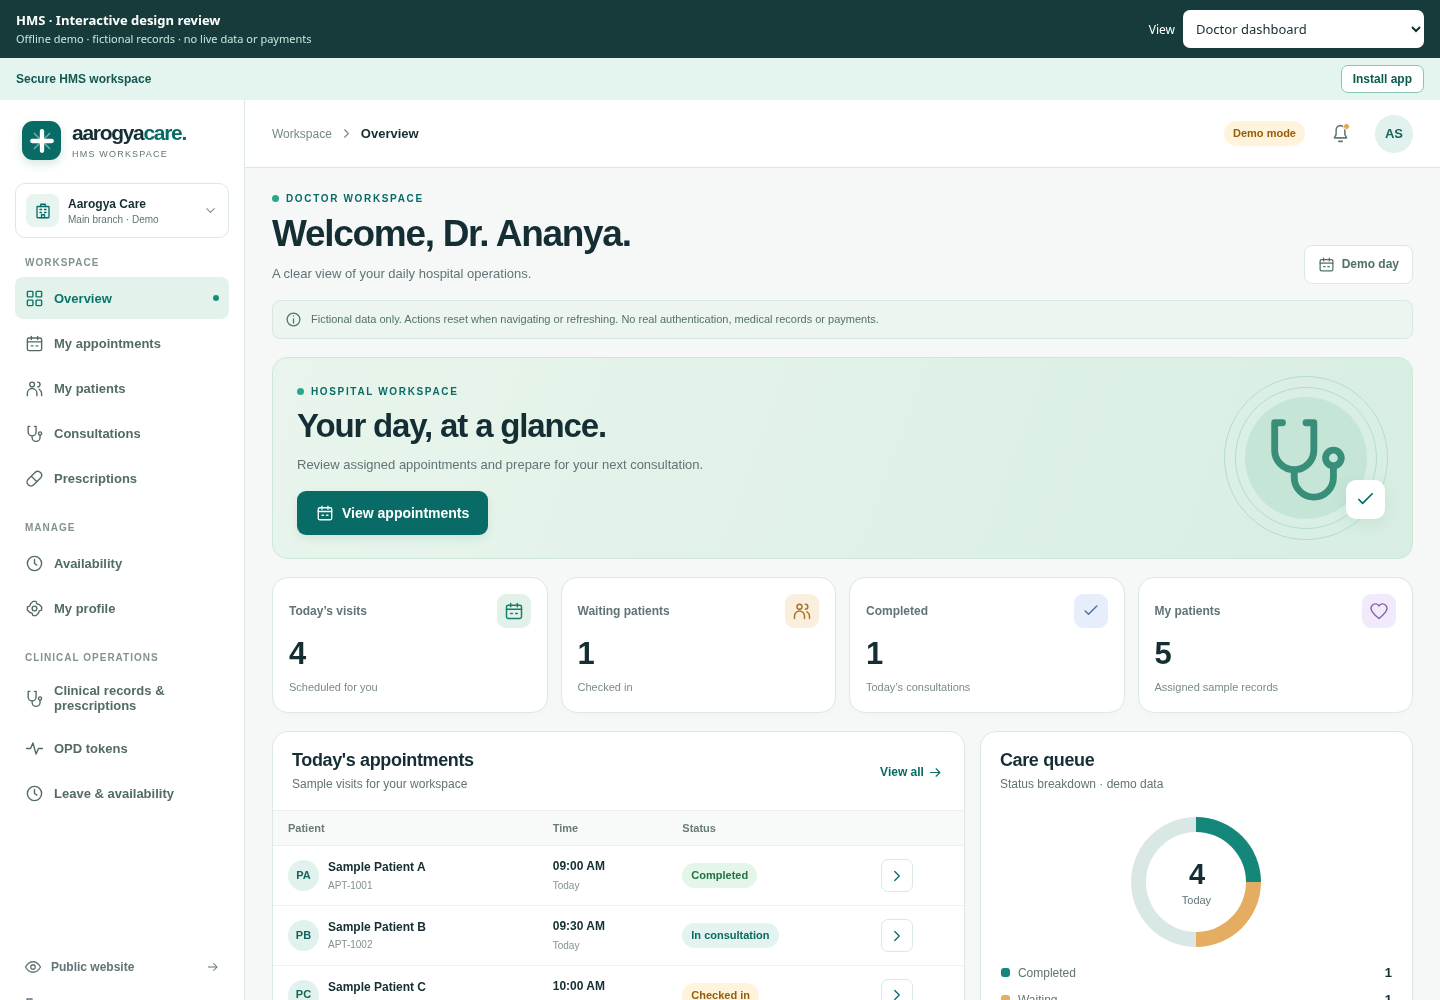 HMS · Interactive design review
Offline demo · fictional records · no live data or payments
View
Doctor dashboard
Secure HMS workspace
Install app
aarogyacare.
HMS WORKSPACE
Aarogya Care
Main branch · Demo
WORKSPACE
Overview
My appointments
My patients
Consultations
Prescriptions
MANAGE
Availability
My profile
CLINICAL OPERATIONS
Clinical records &
prescriptions
OPD tokens
Leave & availability
Public website
Workspace
Overview
Demo mode
AS
DOCTOR WORKSPACE
Welcome, Dr. Ananya.
A clear view of your daily hospital operations.
Demo day
Fictional data only. Actions reset when navigating or refreshing. No real authentication, medical records or payments.
HOSPITAL WORKSPACE
Your day, at a glance.
Review assigned appointments and prepare for your next consultation.
View appointments
Today’s visits
4
Scheduled for you
Waiting patients
1
Checked in
Completed
1
Today’s consultations
My patients
5
Assigned sample records
Today's appointments
Sample visits for your workspace
View all
Patient Time Status
PA Sample Patient A 09:00 AM Completed
APT-1001 Today
PB Sample Patient B 09:30 AM In consultation
APT-1002 Today
PC Sample Patient C 10:00 AM Checked in
Care queue
Status breakdown · demo data
4
Today
Completed 1
Waiting 1